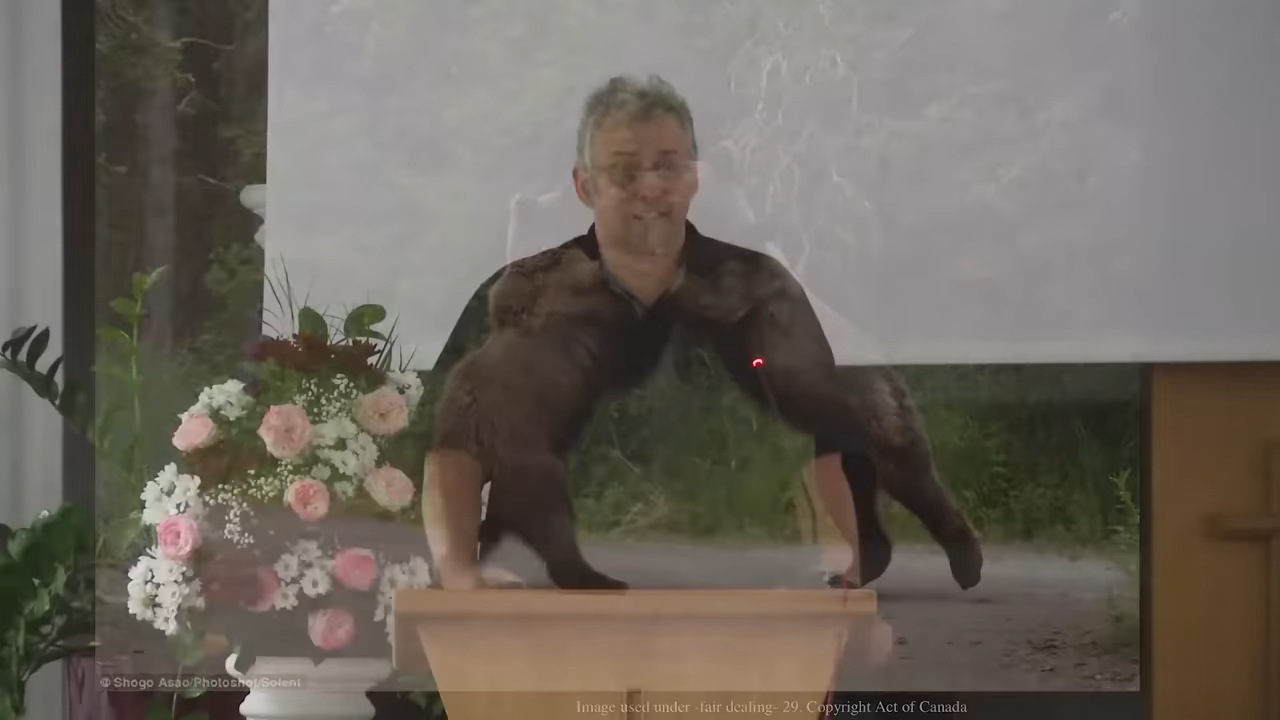 © Shogo Asao/Photoshot/Solent
Image used under -fair dealing- 29. Copyright Act of Canada